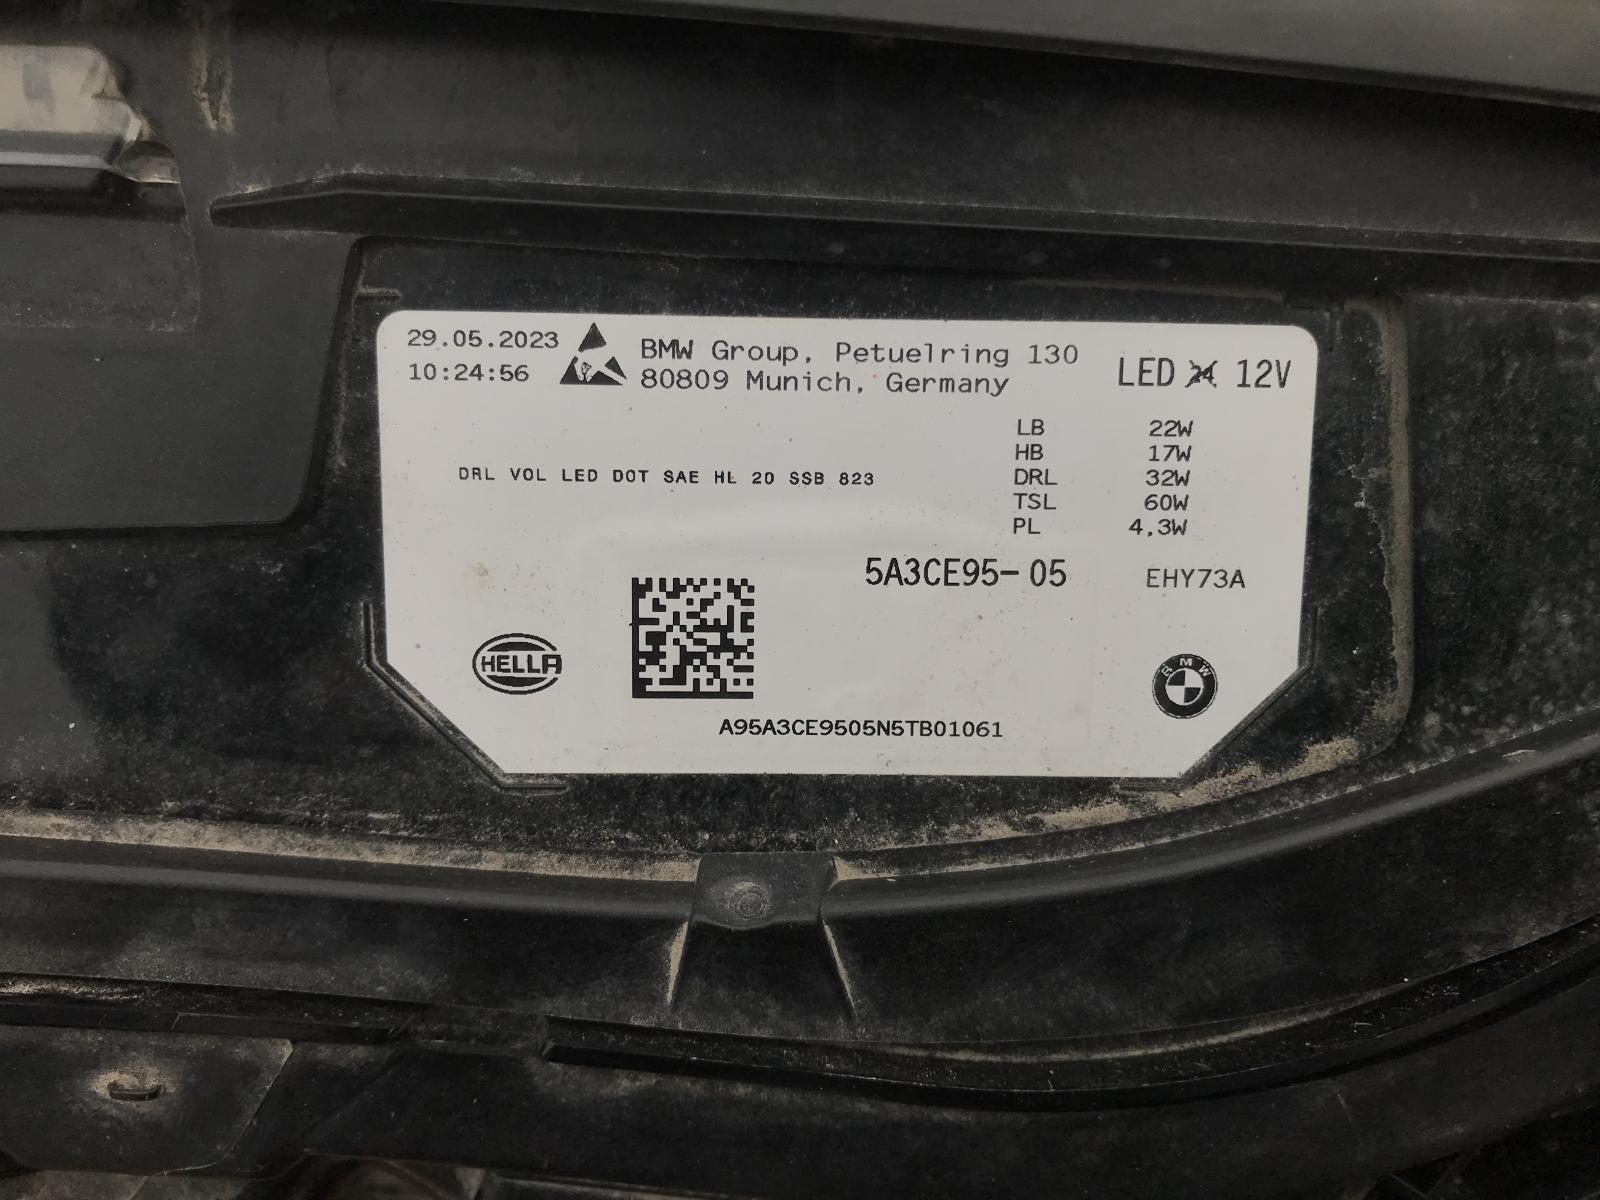 29.05.2023
10:24:56
BMW Group, Petuelring 130
80809 Munich, Germany
LED 24 12V
LB 22W
HB 17W
DRL 32W
TSL 60W
PL 4,3W
DRL VOL LED DOT SAE HL 20 SSB 823
5A3CE95-05
EHY73A
HELLA
BMW
A95A3CE9505N5TB01061